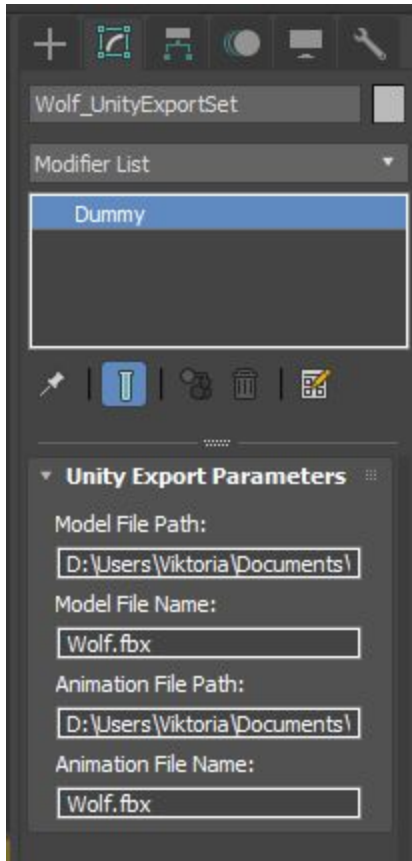 Wolf_UnityExportSet
Modifier List
Dummy
Unity Export Parameters
Model File Path:
D:\Users\Viktoria\Documents\
Model File Name:
Wolf.fbx
Animation File Path:
D:\Users\Viktoria\Documents\
Animation File Name:
Wolf.fbx